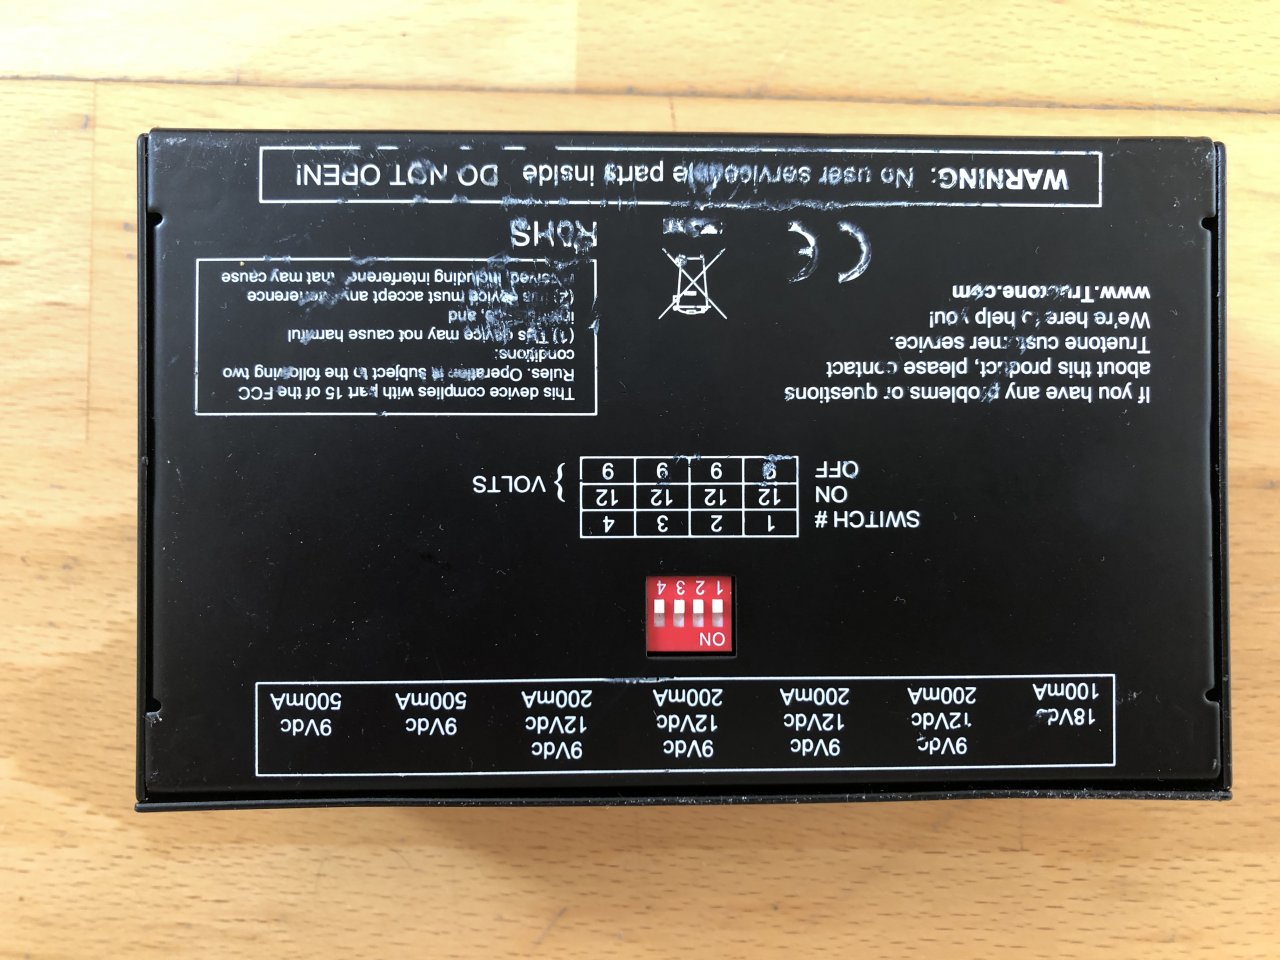 9Vdc 9Vdc 9Vdc 9Vdc
18Vdc 12Vdc 12Vdc 12Vdc 12Vdc 9Vdc 9Vdc
100mA 200mA 200mA 200mA 200mA 500mA 500mA
ON
1 2 3 4
SWITCH # 1 2 3 4
ON 12 12 12 12
OFF 9 9 9 9
} VOLTS
If you have any problems or questions
about this product, please contact
Truetone customer service.
We're here to help you!
www.Truetone.com
This device complies with part 15 of the FCC
Rules. Operation is subject to the following two
conditions:
(1) This device may not cause harmful
and
(2) this device must accept any interference
received, including interference that may cause
CE
RoHS
WARNING: No user serviceable parts inside DO NOT OPEN!